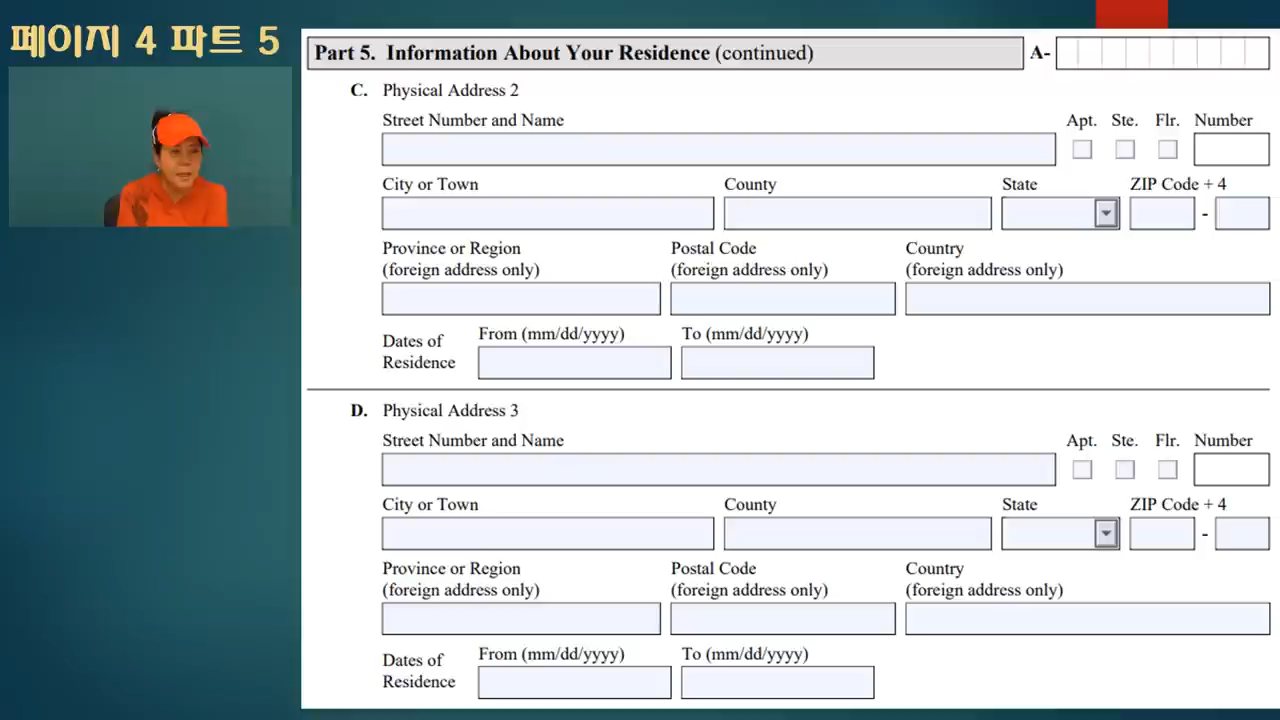 페이지 4 파트 5
Part 5. Information About Your Residence (continued) A-
C. Physical Address 2
Street Number and Name Apt. Ste. Flr. Number
City or Town County State ZIP Code + 4
-
Province or Region Postal Code Country
(foreign address only) (foreign address only) (foreign address only)
Dates of From (mm/dd/yyyy) To (mm/dd/yyyy)
Residence
D. Physical Address 3
Street Number and Name Apt. Ste. Flr. Number
City or Town County State ZIP Code + 4
-
Province or Region Postal Code Country
(foreign address only) (foreign address only) (foreign address only)
Dates of From (mm/dd/yyyy) To (mm/dd/yyyy)
Residence